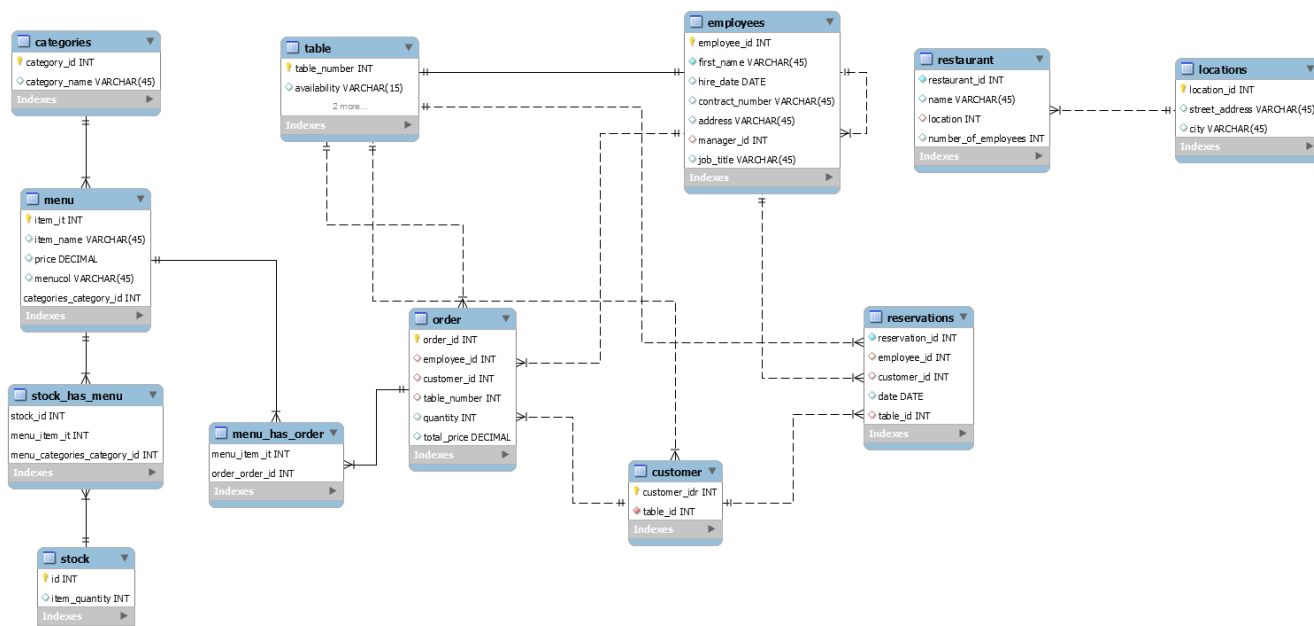 categories
category_id INT
category_name VARCHAR(45)
Indexes
table
table_number INT
availability VARCHAR(15)
2 more...
Indexes
employees
employee_id INT
first_name VARCHAR(45)
hire_date DATE
contract_number VARCHAR(45)
address VARCHAR(45)
manager_id INT
job_title VARCHAR(45)
Indexes
restaurant
restaurant_id INT
name VARCHAR(45)
location INT
number_of_employees INT
Indexes
locations
location_id INT
street_address VARCHAR(45)
city VARCHAR(45)
Indexes
menu
item_it INT
item_name VARCHAR(45)
price DECIMAL
menucol VARCHAR(45)
categories_category_id INT
Indexes
order
order_id INT
employee_id INT
customer_id INT
table_number INT
quantity INT
total_price DECIMAL
Indexes
reservations
reservation_id INT
employee_id INT
customer_id INT
date DATE
table_id INT
Indexes
stock_has_menu
stock_id INT
menu_item_it INT
menu_categories_category_id INT
Indexes
menu_has_order
menu_item_it INT
order_order_id INT
Indexes
customer
customer_idr INT
table_id INT
Indexes
stock
id INT
item_quantity INT
Indexes